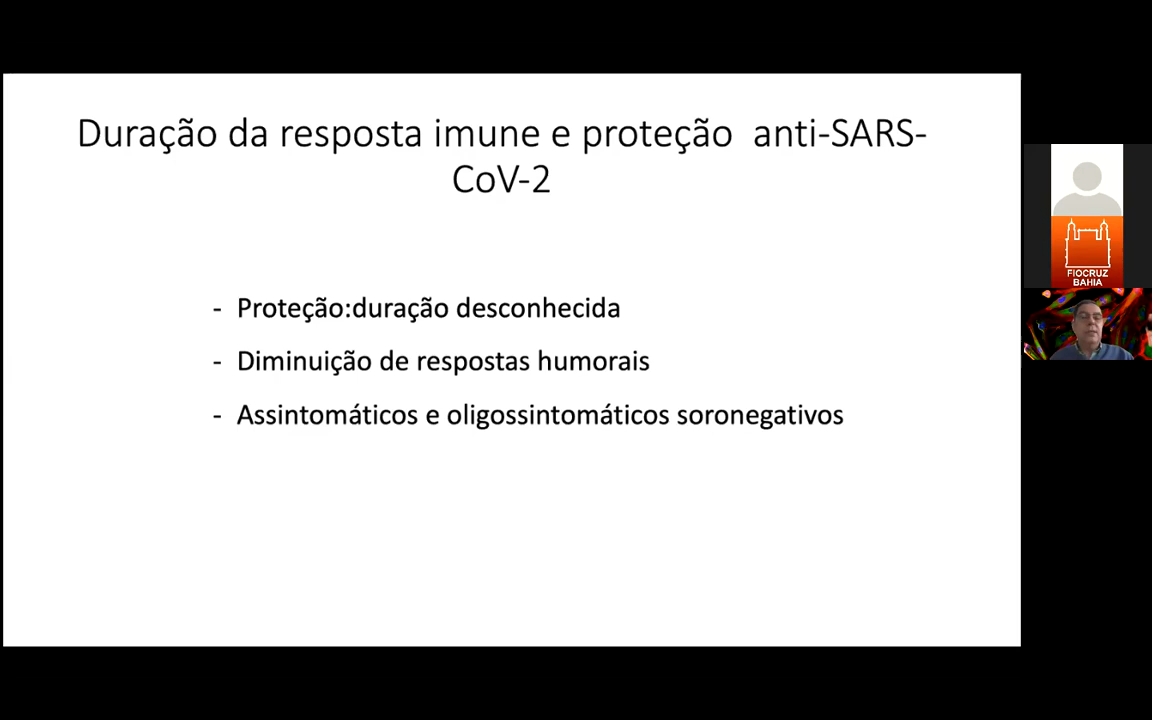 Duração da resposta imune e proteção anti-SARS-
CoV-2
- Proteção:duração desconhecida
- Diminuição de respostas humorais
- Assintomáticos e oligossintomáticos soronegativos
FIOCRUZ
BAHIA